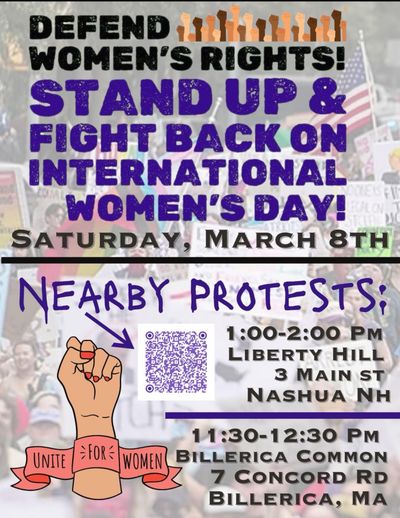 DEFEND
WOMEN'S RIGHTS!
STAND UP &
FIGHT BACK ON
INTERNATIONAL
WOMEN'S DAY!
SATURDAY, MARCH 8TH
NEARBY PROTESTS:
1:00-2:00 PM
LIBERTY HILL
3 MAIN ST
NASHUA NH
UNITE FOR WOMEN
11:30-12:30 PM
BILLERICA COMMON
7 CONCORD RD
BILLERICA, MA